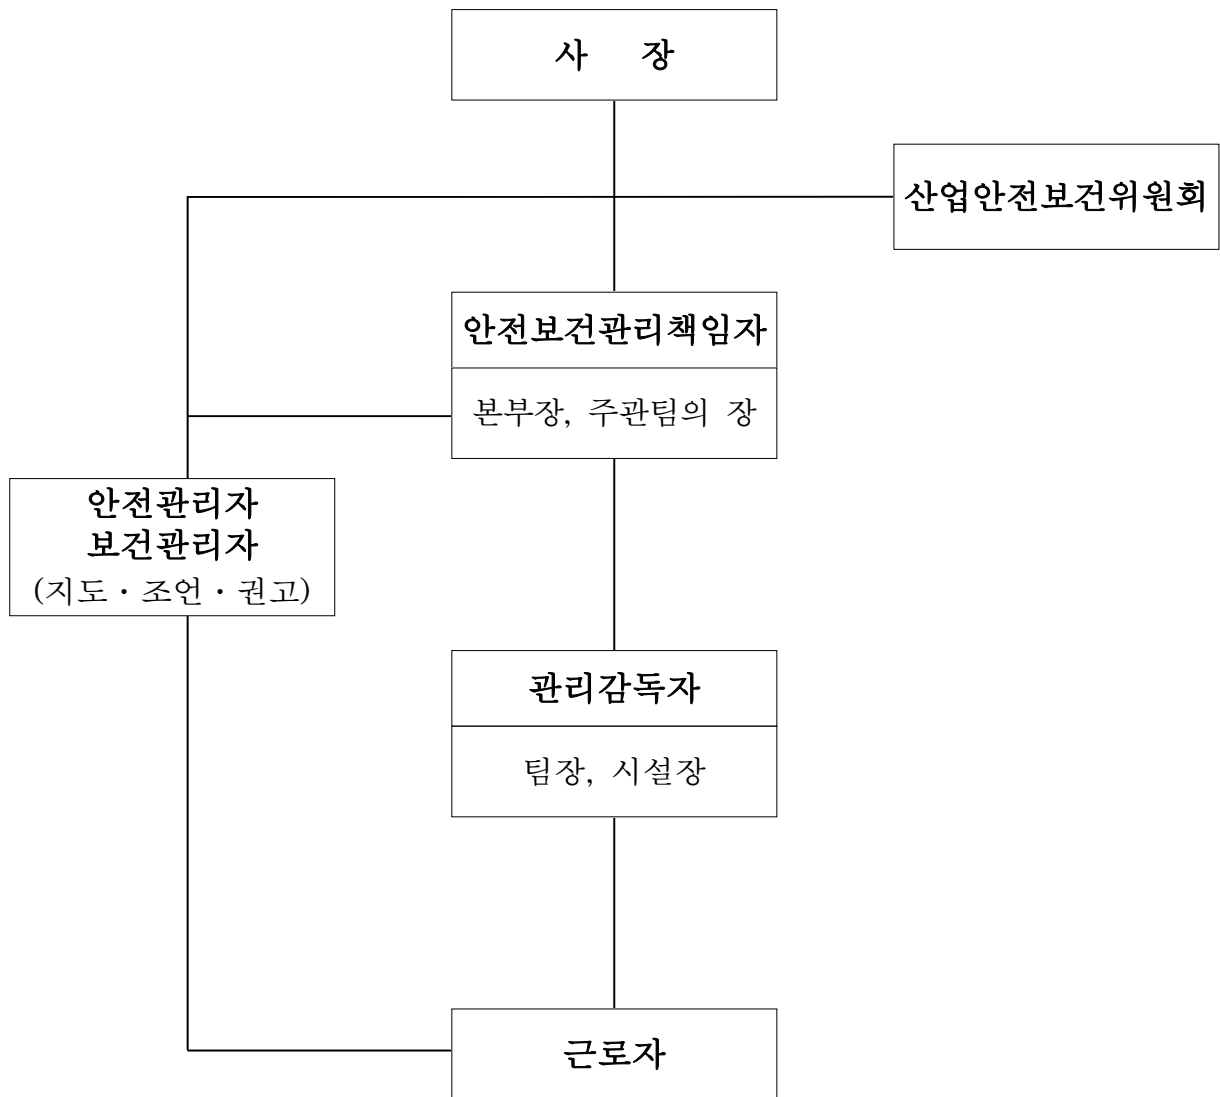 사 장
산업안전보건위원회
안전보건관리책임자
본부장, 주관팀의 장
안전관리자
보건관리자
(지도・조언・권고)
관리감독자
팀장, 시설장
근로자